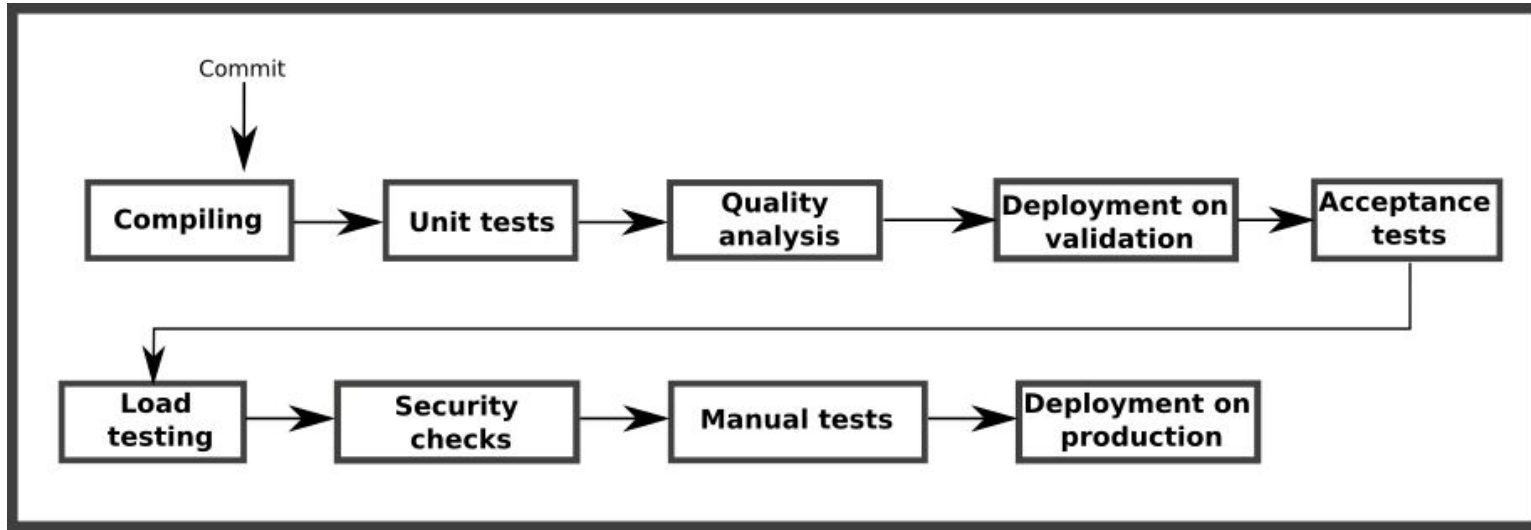 Commit
Compiling
Unit tests
Quality
analysis
Deployment on
validation
Acceptance
tests
Load
testing
Security
checks
Manual tests
Deployment on
production